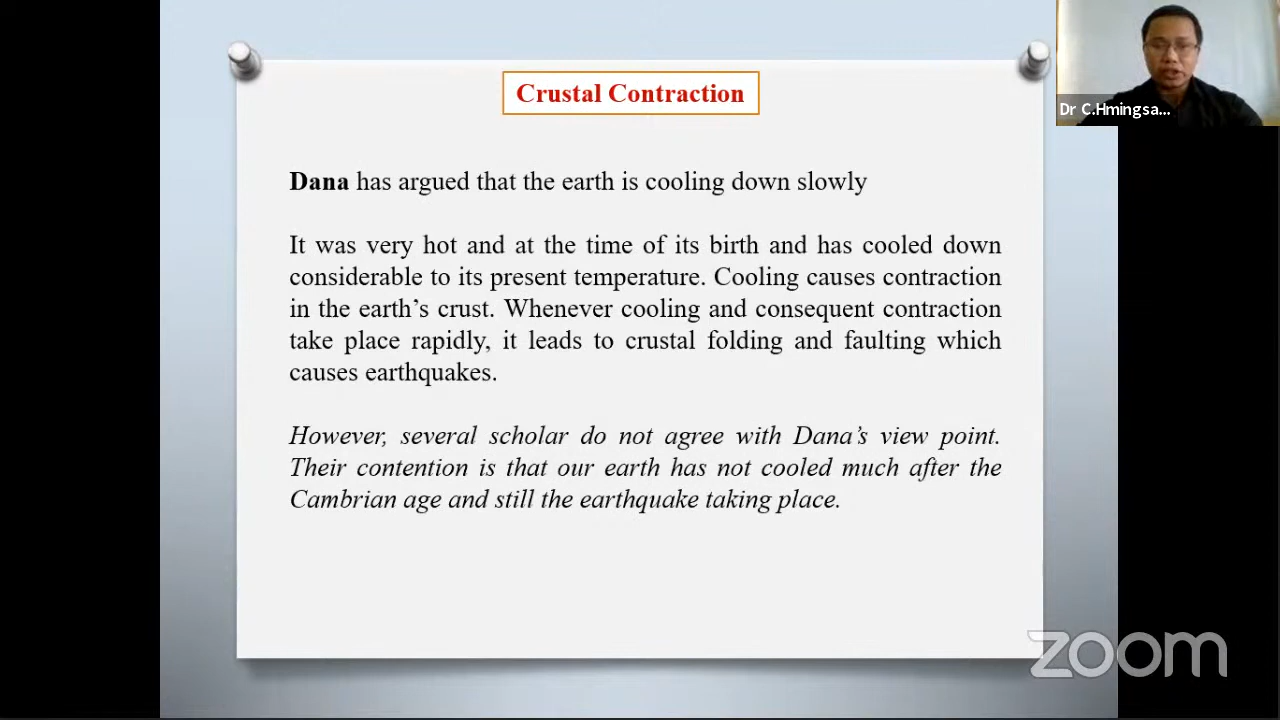 Crustal Contraction
Dr C.Hmingsa...
Dana has argued that the earth is cooling down slowly
It was very hot and at the time of its birth and has cooled down
considerable to its present temperature. Cooling causes contraction
in the earth’s crust. Whenever cooling and consequent contraction
take place rapidly, it leads to crustal folding and faulting which
causes earthquakes.
However, several scholar do not agree with Dana’s view point.
Their contention is that our earth has not cooled much after the
Cambrian age and still the earthquake taking place.
zoom